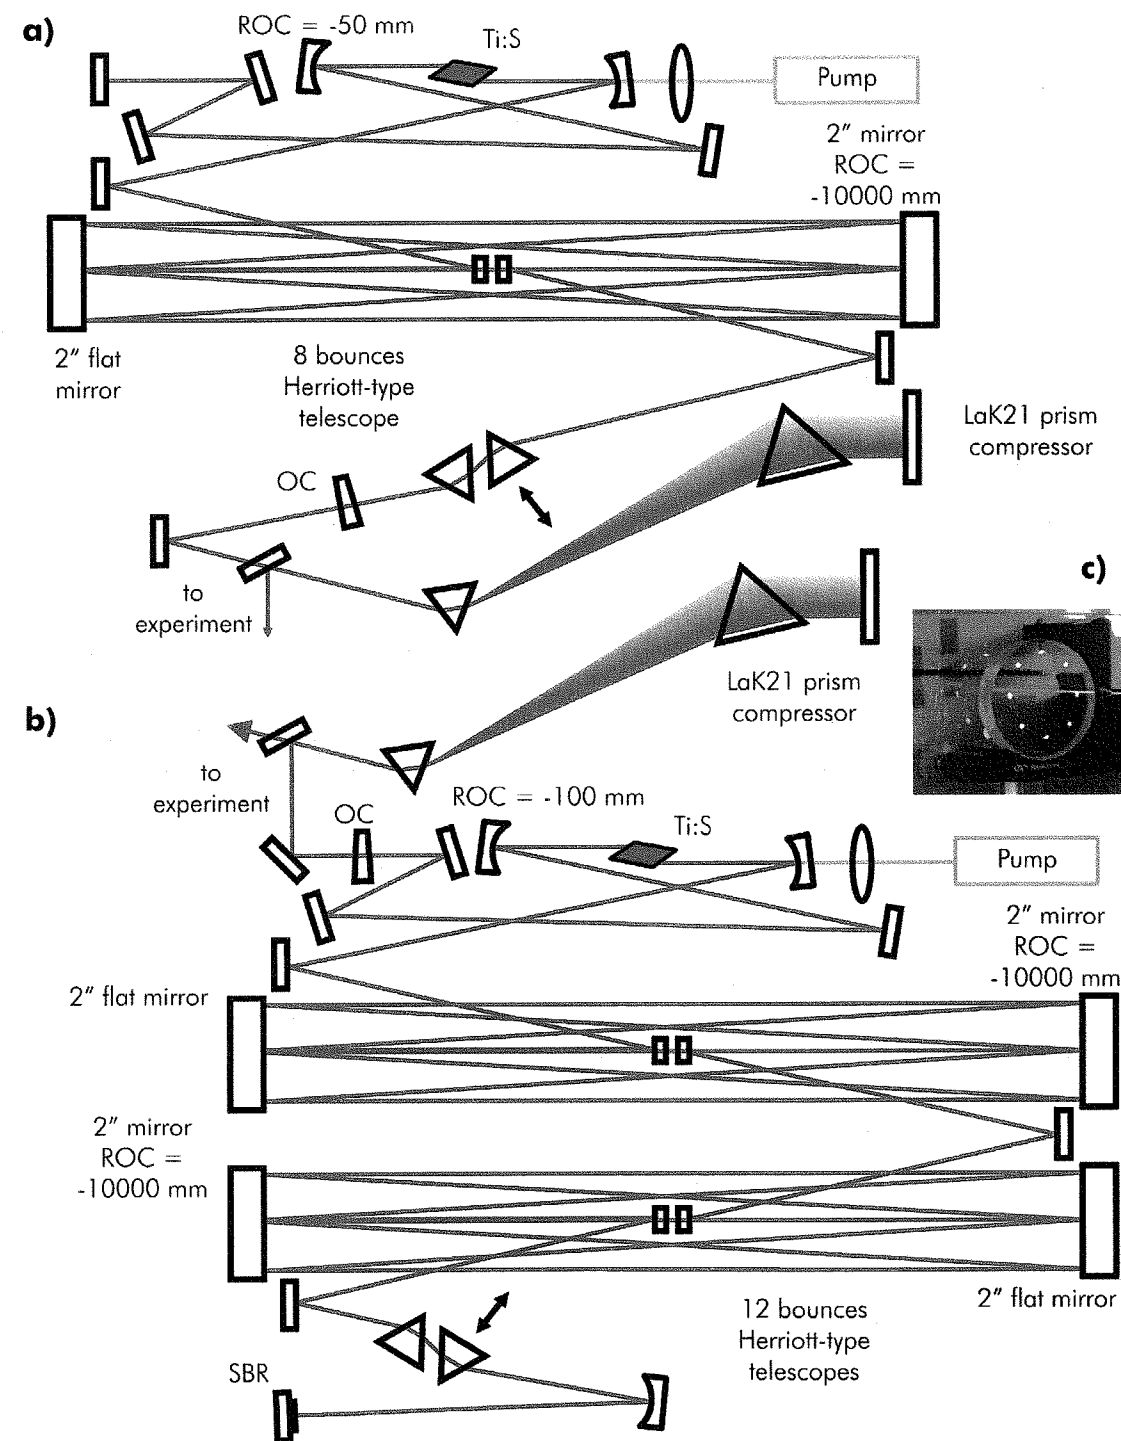 a)
ROC = -50 mm
Ti:S
Pump
2” mirror
ROC =
-10000 mm
2” flat
mirror
8 bounces
Herriott-type
telescope
LaK21 prism
compressor
OC
to
experiment
c)
LaK21 prism
compressor
b)
to
experiment
ROC = -100 mm
OC
Ti:S
Pump
2” mirror
ROC =
-10000 mm
2” flat mirror
2” mirror
ROC =
-10000 mm
2” flat mirror
12 bounces
Herriott-type
telescopes
SBR